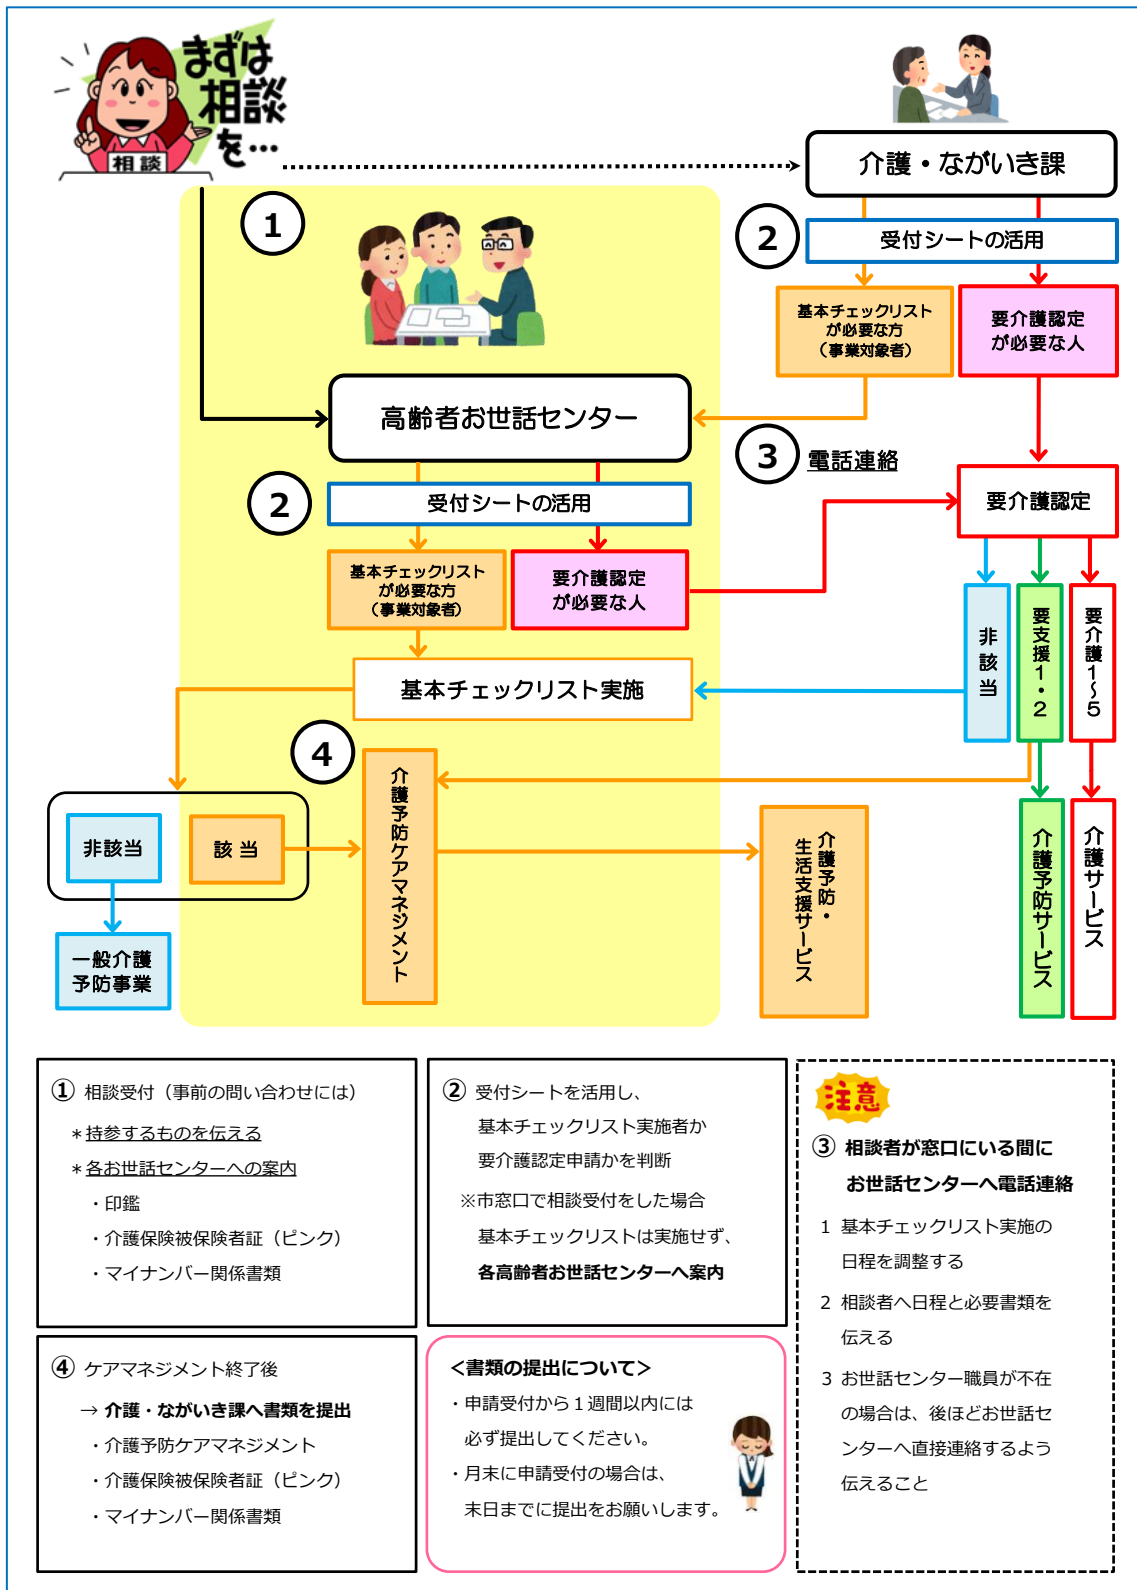 まずは
相談
を…
相談
介護・ながいき課
①
②
受付シートの活用
基本チェックリスト
が必要な方
（事業対象者）
要介護認定
が必要な人
高齢者お世話センター
③
電話連絡
②
受付シートの活用
要介護認定
基本チェックリスト
が必要な方
（事業対象者）
要介護認定
が必要な人
非該当
要支援１・２
要介護１～５
基本チェックリスト実施
④
介護予防ケアマネジメント
非該当
該当
介護予防・
生活支援サービス
介護予防サービス
介護サービス
一般介護
予防事業
① 相談受付（事前の問い合わせには）
＊持参するものを伝える
＊各お世話センターへの案内
・印鑑
・介護保険被保険者証（ピンク）
・マイナンバー関係書類
② 受付シートを活用し、
基本チェックリスト実施者か
要介護認定申請かを判断
※市窓口で相談受付をした場合
基本チェックリストは実施せず、
各高齢者お世話センターへ案内
注意
③ 相談者が窓口にいる間に
お世話センターへ電話連絡
1 基本チェックリスト実施の
日程を調整する
2 相談者へ日程と必要書類を
伝える
3 お世話センター職員が不在
の場合は、後ほどお世話セ
ンターへ直接連絡するよう
伝えること
④ ケアマネジメント終了後
→ 介護・ながいき課へ書類を提出
・介護予防ケアマネジメント
・介護保険被保険者証（ピンク）
・マイナンバー関係書類
＜書類の提出について＞
・申請受付から１週間以内には
必ず提出してください。
・月末に申請受付の場合は、
末日までに提出をお願いします。